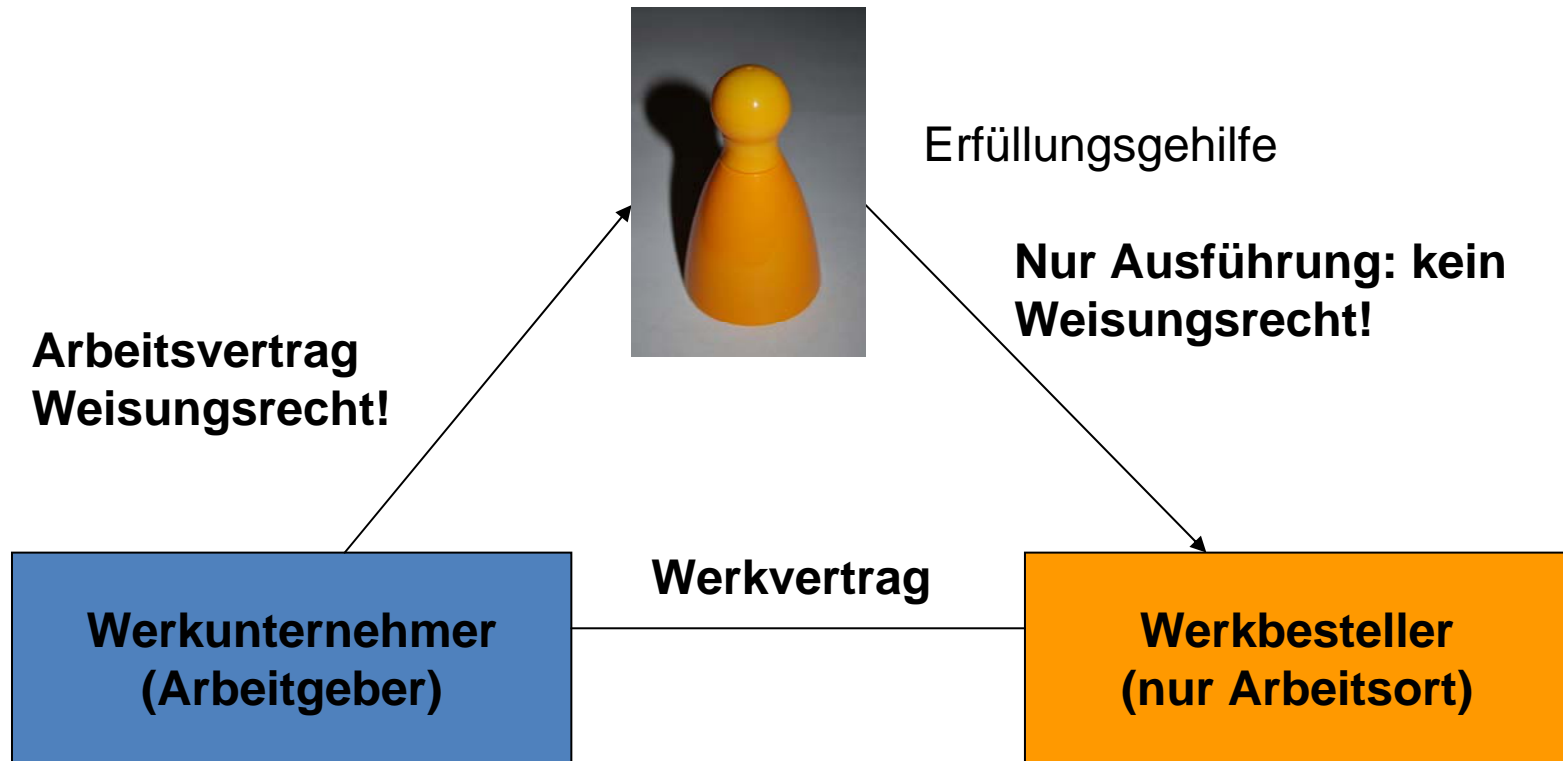 Erfüllungsgehilfe
Nur Ausführung: kein
Weisungsrecht!
Arbeitsvertrag
Weisungsrecht!
Werkvertrag
Werkunternehmer
(Arbeitgeber)
Werkbesteller
(nur Arbeitsort)